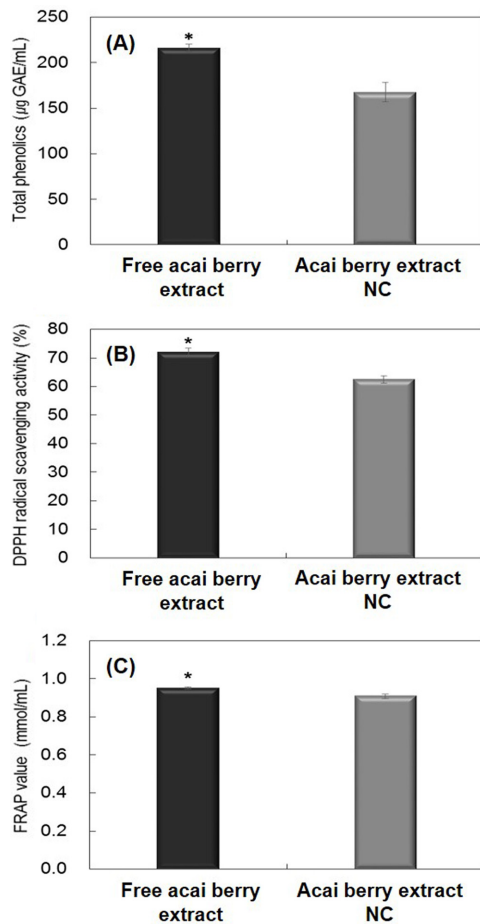 250
(A)
*
200
150
100
50
0
Total phenolics (µg GAE/mL)
Free acai berry
extract
Acai berry extract
NC
80
(B)
*
70
60
50
40
30
20
10
0
DPPH radical scavenging activity (%)
Free acai berry
extract
Acai berry extract
NC
1.2
(C)
*
1.0
0.8
0.6
0.4
0.2
0.0
FRAP value (mmol/mL)
Free acai berry
extract
Acai berry extract
NC